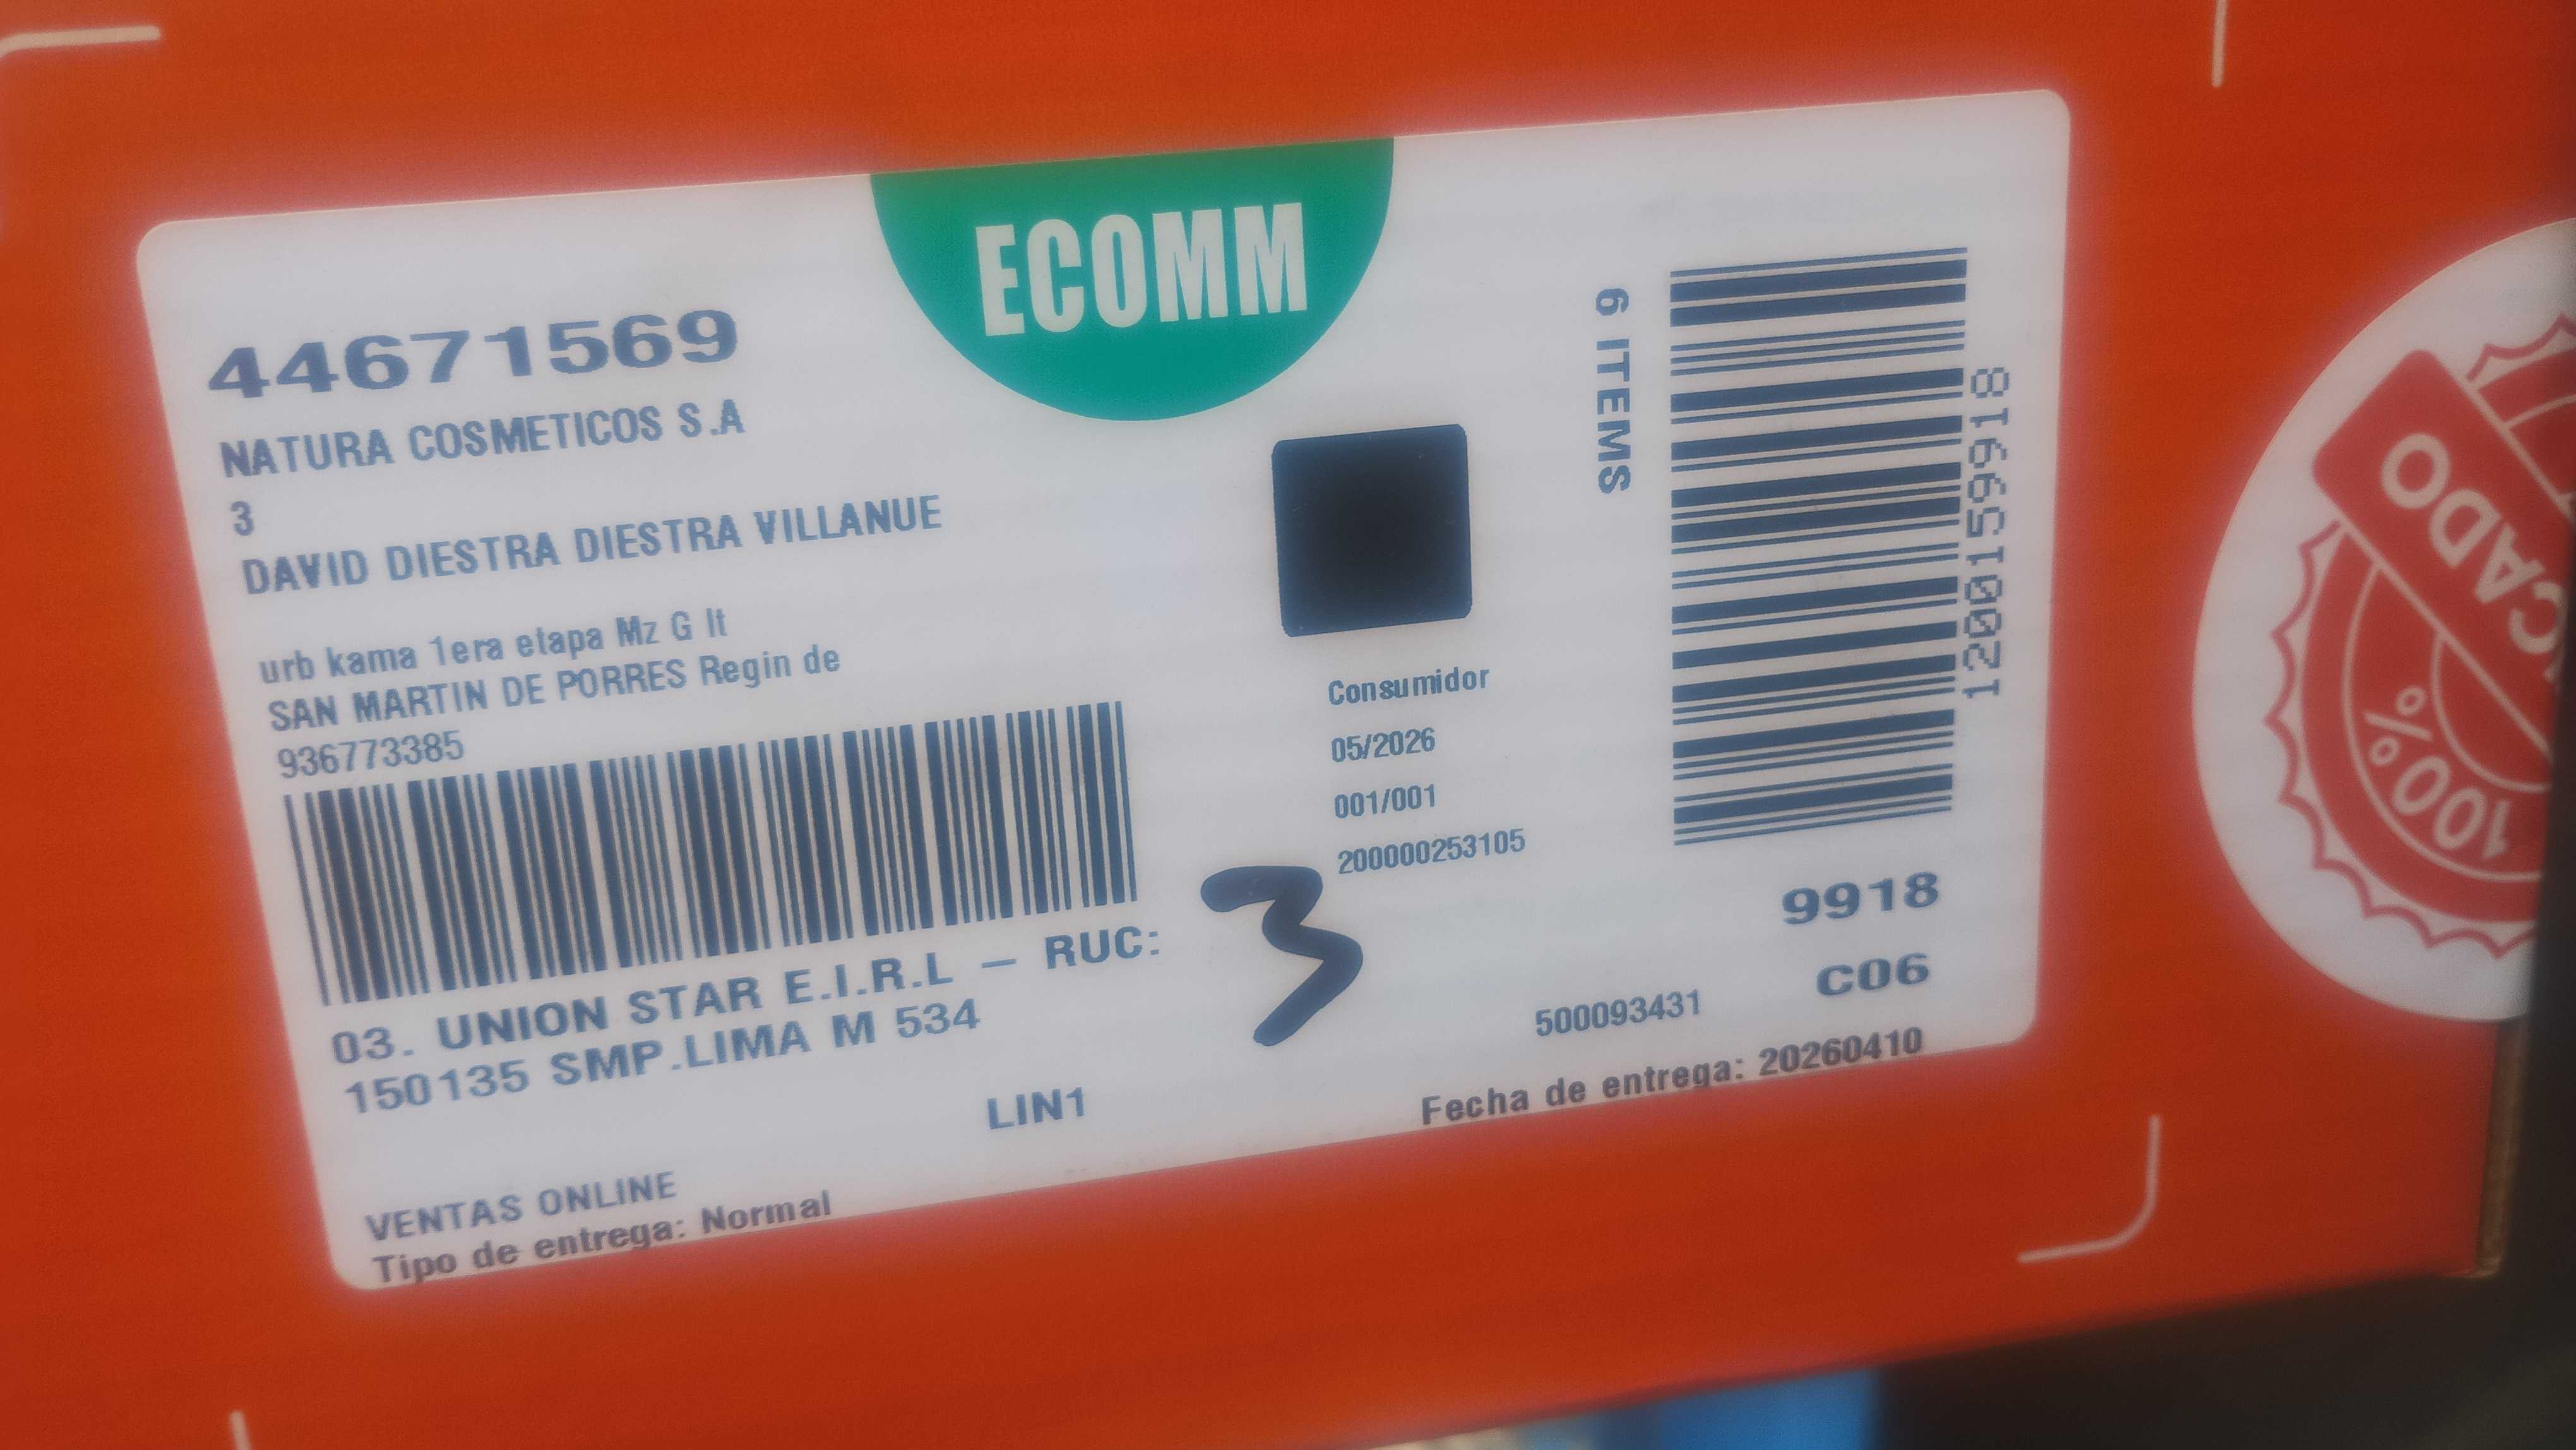 ECOMM
44671569
NATURA COSMETICOS S.A
3
DAVID DIESTRA DIESTRA VILLANUE
urb kama 1era etapa Mz G lt
SAN MARTIN DE PORRES Regin de
936773385
03. UNION STAR E.I.R.L - RUC:
150135 SMP.LIMA M 534
LIN1
VENTAS ONLINE
Tipo de entrega: Normal
6 ITEMS
1200159918
Consumidor
05/2026
001/001
200000253105
3
9918
C06
500093431
Fecha de entrega: 20260410
100%